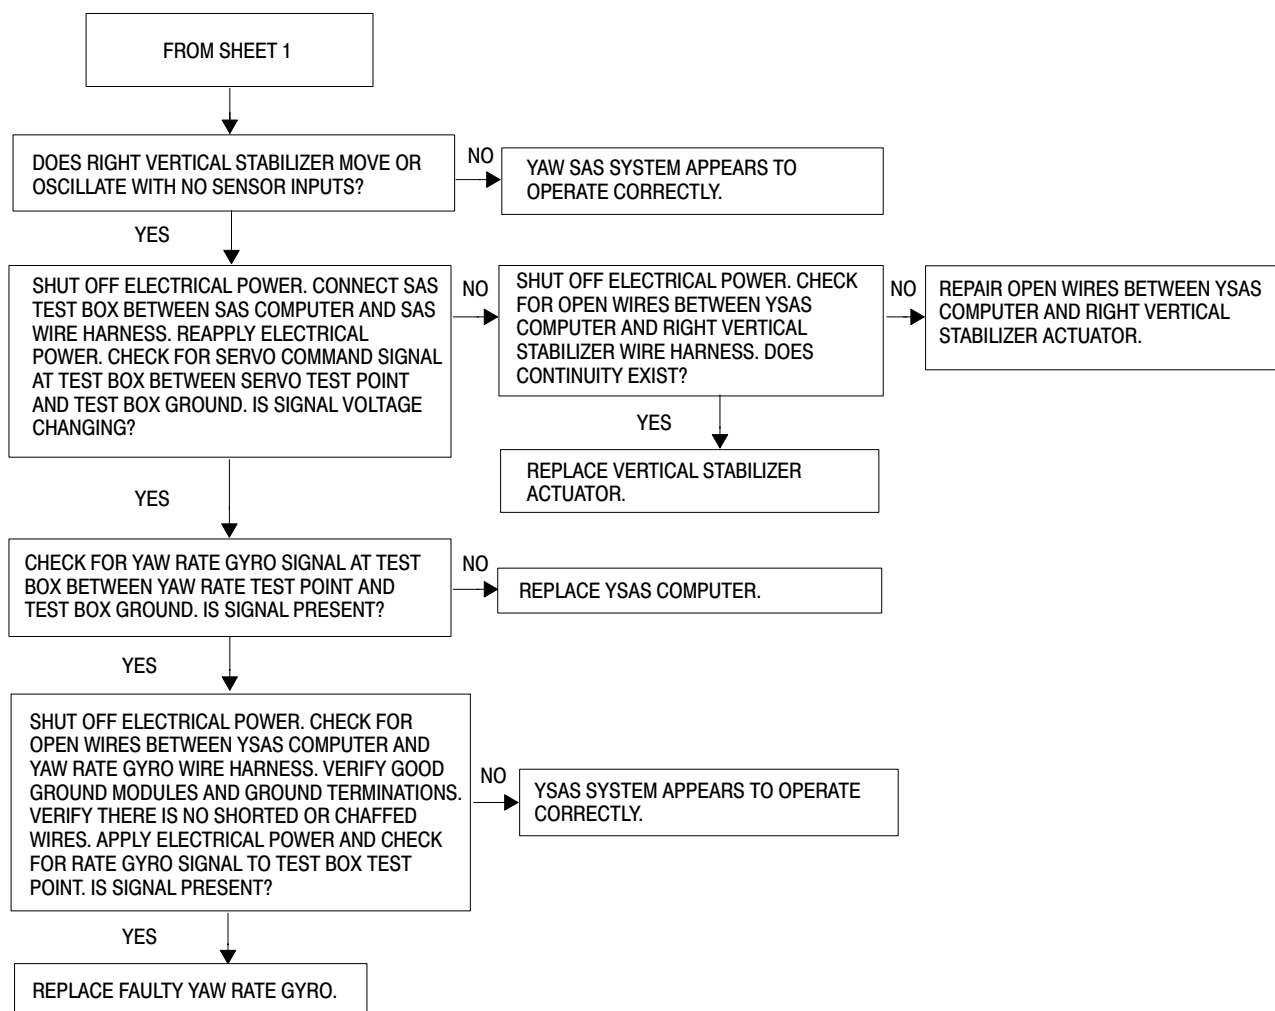 FROM SHEET 1
DOES RIGHT VERTICAL STABILIZER MOVE OR
OSCILLATE WITH NO SENSOR INPUTS?
NO
YAW SAS SYSTEM APPEARS TO
OPERATE CORRECTLY.
YES
SHUT OFF ELECTRICAL POWER. CONNECT SAS
TEST BOX BETWEEN SAS COMPUTER AND SAS
WIRE HARNESS. REAPPLY ELECTRICAL
POWER. CHECK FOR SERVO COMMAND SIGNAL
AT TEST BOX BETWEEN SERVO TEST POINT
AND TEST BOX GROUND. IS SIGNAL VOLTAGE
CHANGING?
NO
SHUT OFF ELECTRICAL POWER. CHECK
FOR OPEN WIRES BETWEEN YSAS
COMPUTER AND RIGHT VERTICAL
STABILIZER WIRE HARNESS. DOES
CONTINUITY EXIST?
NO
REPAIR OPEN WIRES BETWEEN YSAS
COMPUTER AND RIGHT VERTICAL
STABILIZER ACTUATOR.
YES
REPLACE VERTICAL STABILIZER
ACTUATOR.
YES
CHECK FOR YAW RATE GYRO SIGNAL AT TEST
BOX BETWEEN YAW RATE TEST POINT AND
TEST BOX GROUND. IS SIGNAL PRESENT?
NO
REPLACE YSAS COMPUTER.
YES
SHUT OFF ELECTRICAL POWER. CHECK FOR
OPEN WIRES BETWEEN YSAS COMPUTER AND
YAW RATE GYRO WIRE HARNESS. VERIFY GOOD
GROUND MODULES AND GROUND TERMINATIONS.
VERIFY THERE IS NO SHORTED OR CHAFFED
WIRES. APPLY ELECTRICAL POWER AND CHECK
FOR RATE GYRO SIGNAL TO TEST BOX TEST
POINT. IS SIGNAL PRESENT?
NO
YSAS SYSTEM APPEARS TO OPERATE
CORRECTLY.
YES
REPLACE FAULTY YAW RATE GYRO.